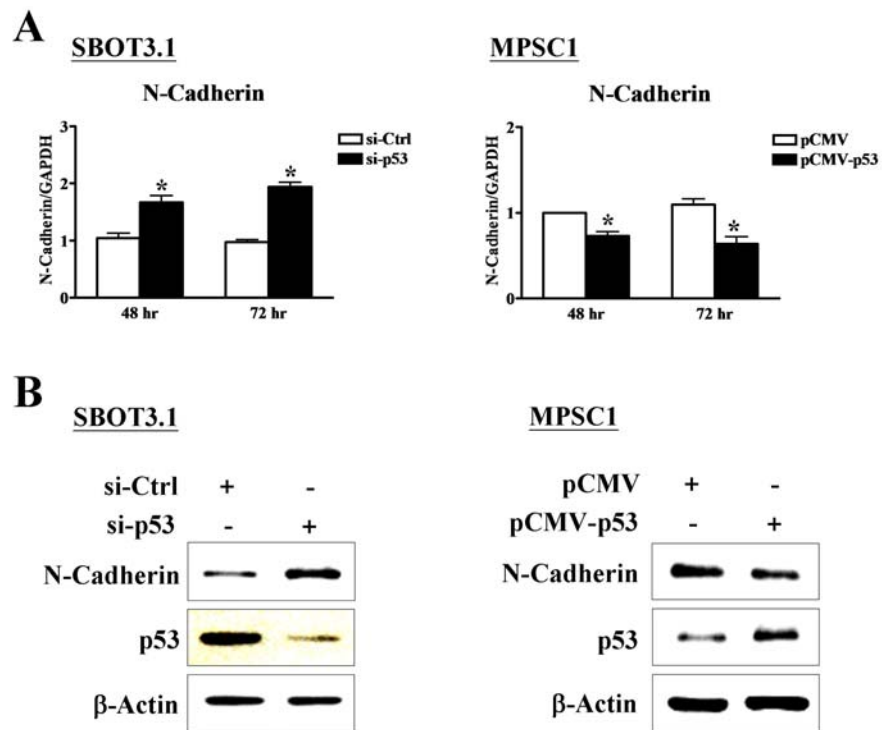 A
SBOT3.1
N-Cadherin
N-Cadherin/GAPDH
3
2
1
0
* *
48 hr 72 hr
si-Ctrl
si-p53
MPSC1
N-Cadherin
N-Cadherin/GAPDH
2
1
0
* *
48 hr 72 hr
pCMV
pCMV-p53
B
SBOT3.1
si-Ctrl + -
si-p53 - +
N-Cadherin
p53
β-Actin
MPSC1
pCMV + -
pCMV-p53 - +
N-Cadherin
p53
β-Actin